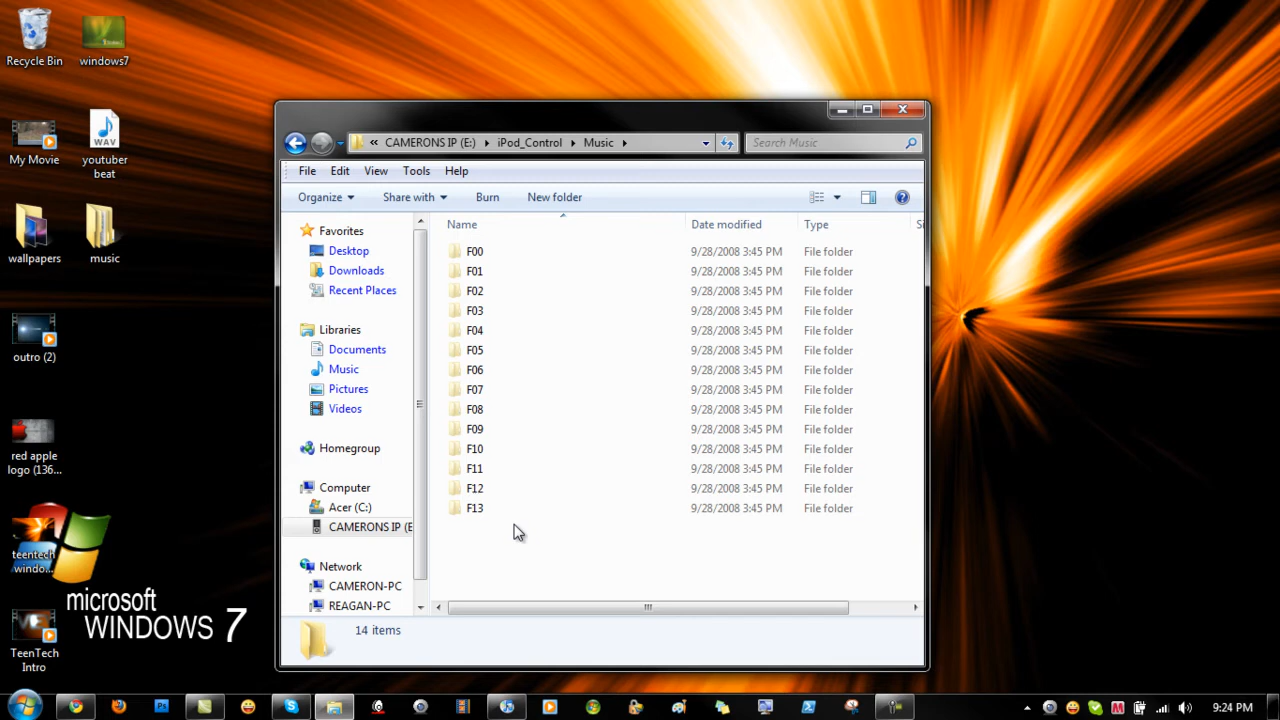 Recycle Bin
windows7
My Movie
youtuber
beat
WAV
wallpapers
music
outro (2)
red apple
logo (136...
teentech
windo...
microsoft
WINDOWS 7
TeenTech
Intro
« CAMERONS IP (E:) iPod_Control Music
Search Music
File Edit View Tools Help
Organize Share with Burn New folder
Favorites
Desktop
Downloads
Recent Places
Libraries
Documents
Music
Pictures
Videos
Homegroup
Computer
Acer (C:)
CAMERONS IP (E
Network
CAMERON-PC
REAGAN-PC
Name Date modified Type Si
F00 9/28/2008 3:45 PM File folder
F01 9/28/2008 3:45 PM File folder
F02 9/28/2008 3:45 PM File folder
F03 9/28/2008 3:45 PM File folder
F04 9/28/2008 3:45 PM File folder
F05 9/28/2008 3:45 PM File folder
F06 9/28/2008 3:45 PM File folder
F07 9/28/2008 3:45 PM File folder
F08 9/28/2008 3:45 PM File folder
F09 9/28/2008 3:45 PM File folder
F10 9/28/2008 3:45 PM File folder
F11 9/28/2008 3:45 PM File folder
F12 9/28/2008 3:45 PM File folder
F13 9/28/2008 3:45 PM File folder
14 items
9:24 PM